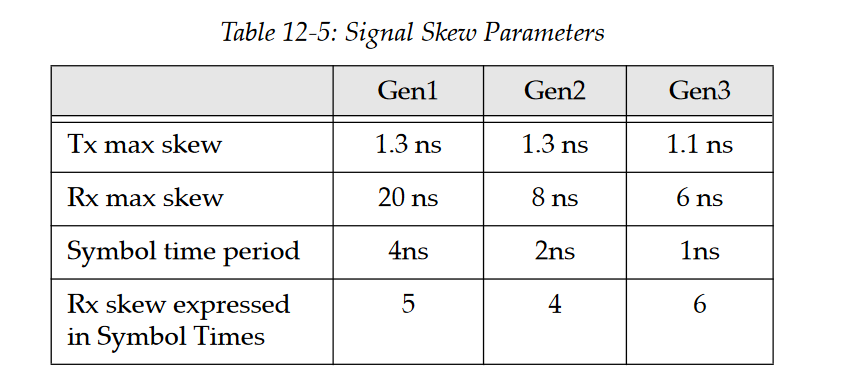 Table 12-5: Signal Skew Parameters
Gen1 Gen2 Gen3
Tx max skew 1.3 ns 1.3 ns 1.1 ns
Rx max skew 20 ns 8 ns 6 ns
Symbol time period 4ns 2ns 1ns
Rx skew expressed 5 4 6
in Symbol Times